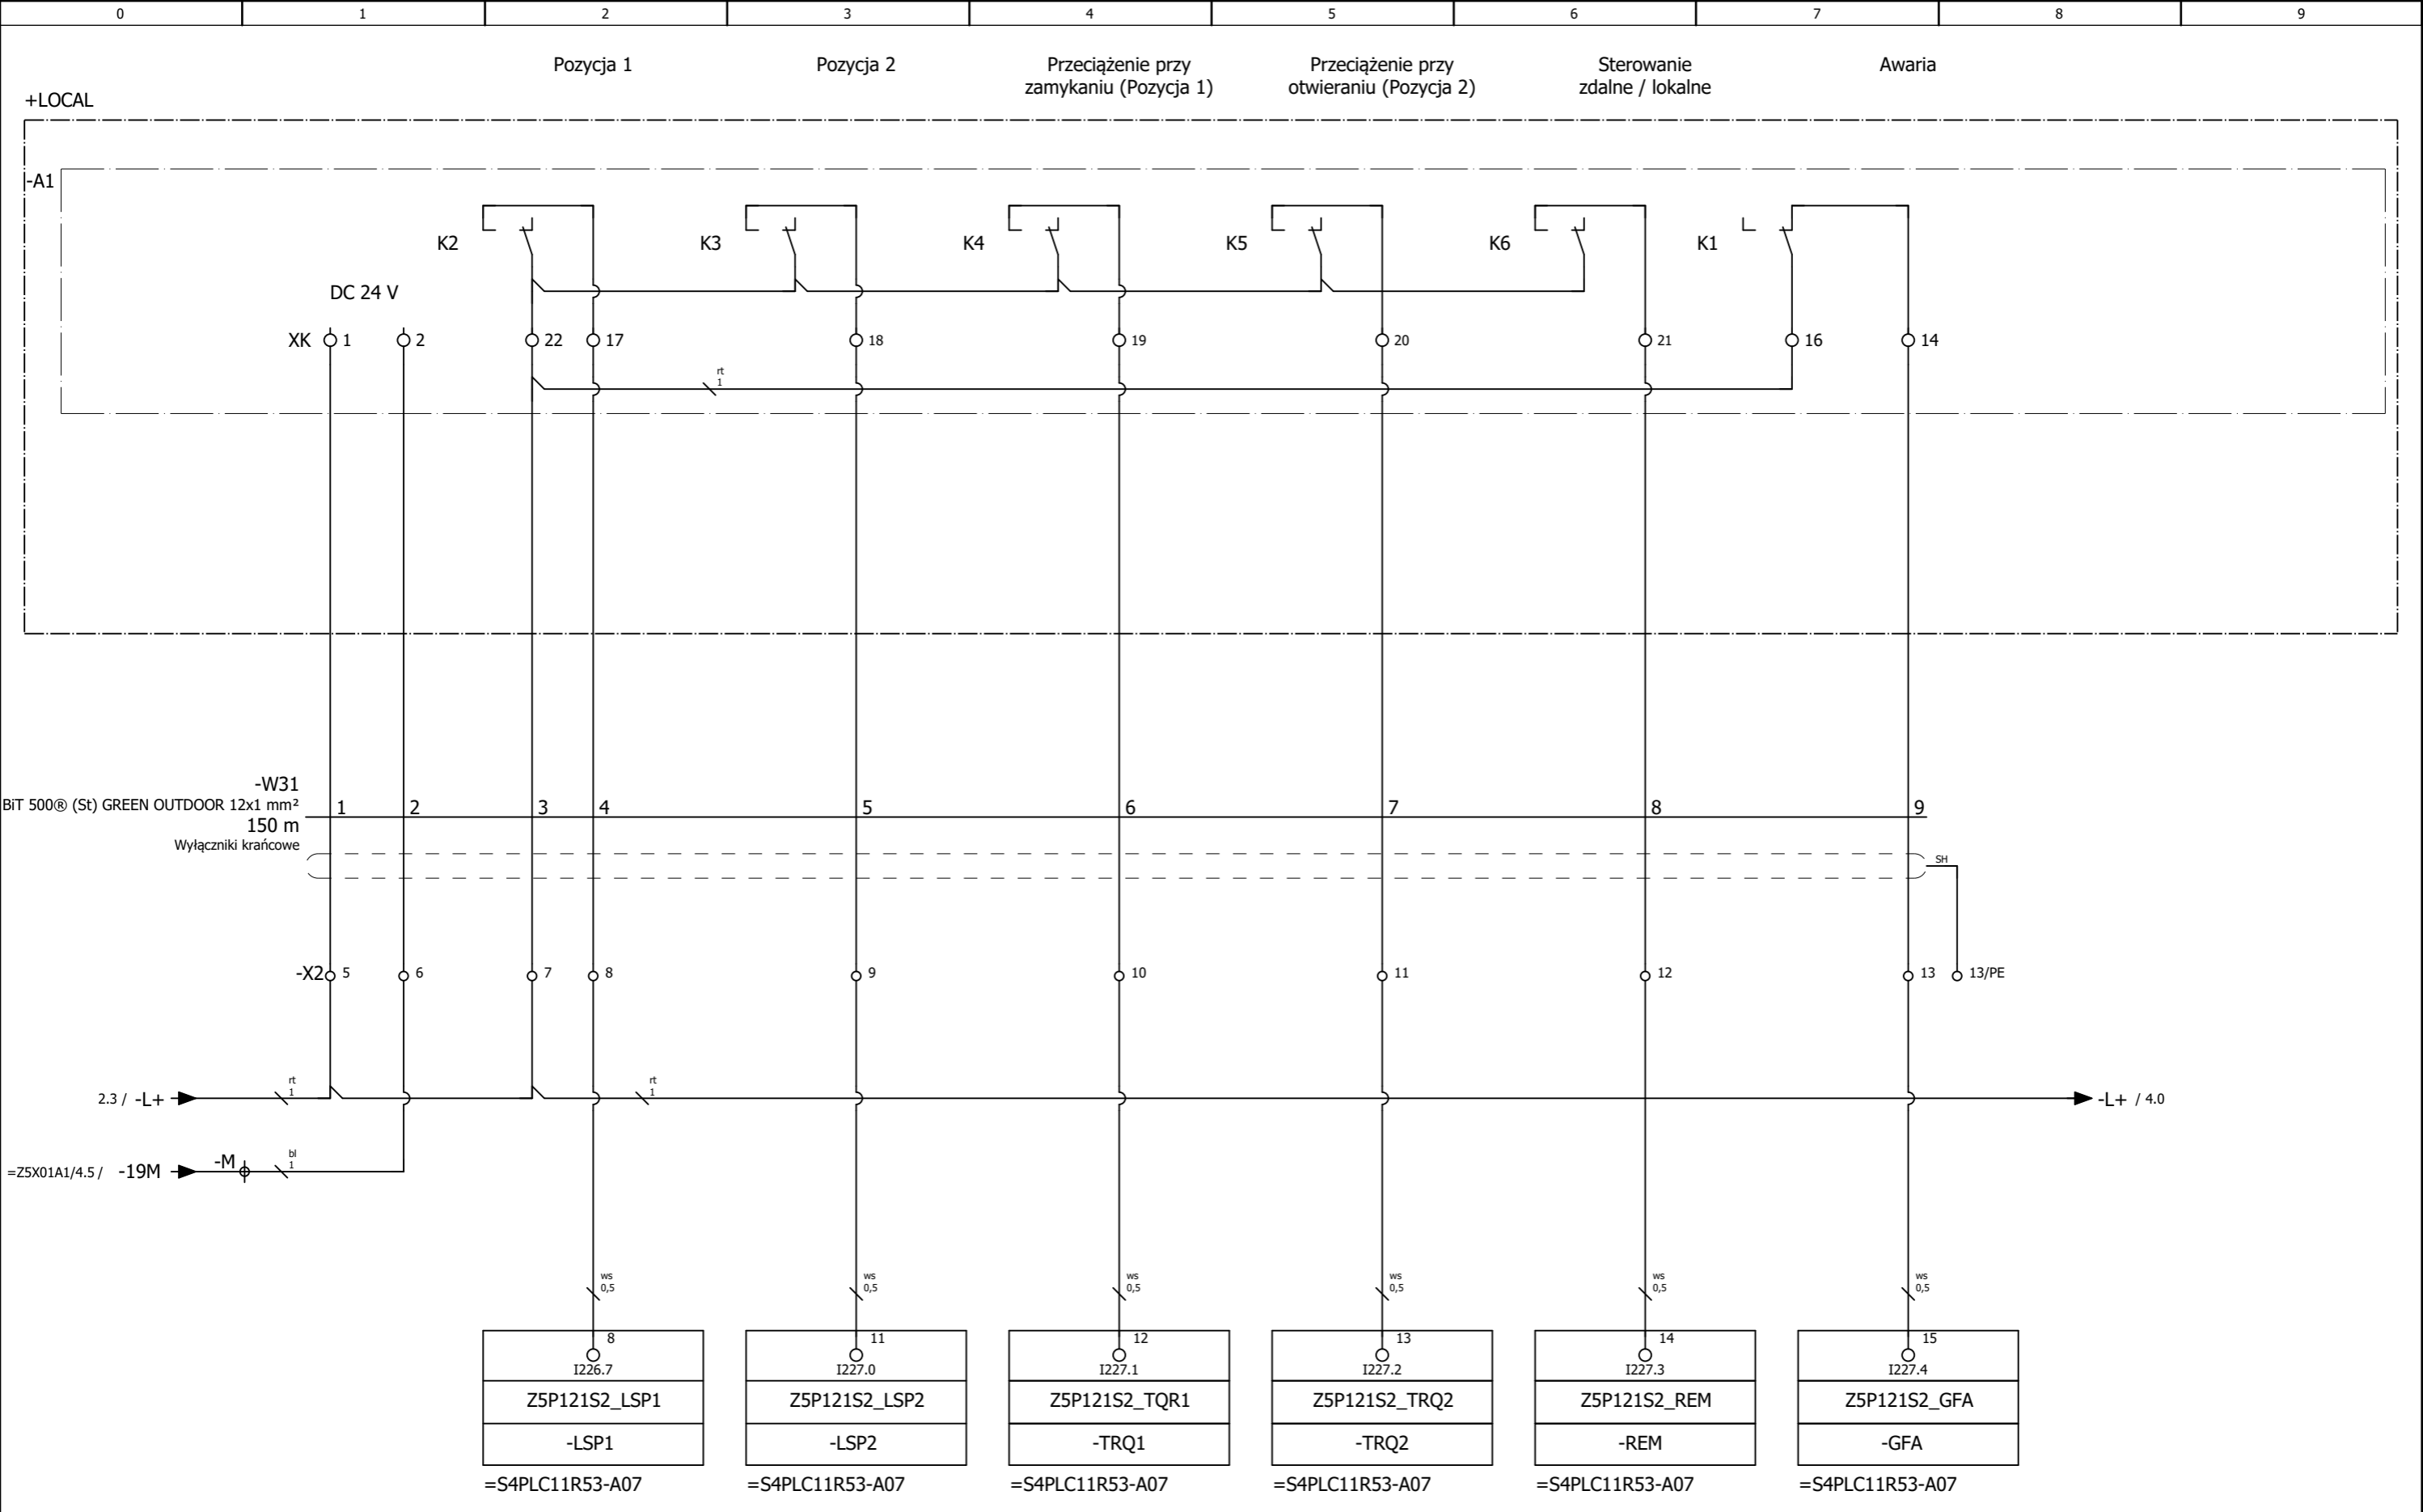 0 1 2 3 4 5 6 7 8 9
Pozycja 1
Pozycja 2
Przeciążenie przy
zamykaniu (Pozycja 1)
Przeciążenie przy
otwieraniu (Pozycja 2)
Sterowanie
zdalne / lokalne
Awaria
+LOCAL
-A1
K2 K3 K4 K5 K6 K1
DC 24 V
XK 1 2 22 17 18 19 20 21 16 14
rt
1
-W31
BiT 500® (St) GREEN OUTDOOR 12x1 mm²
150 m
Wyłączniki krańcowe
1 2 3 4 5 6 7 8 9
SH
-X2 5 6 7 8 9 10 11 12 13 13/PE
2.3 / -L+
rt
1
rt
1
-L+ / 4.0
=Z5X01A1/4.5 / -19M
-M
bl
1
ws
0,5
ws
0,5
ws
0,5
ws
0,5
ws
0,5
ws
0,5
8
I226.7
Z5P121S2_LSP1
-LSP1
=S4PLC11R53-A07
11
I227.0
Z5P121S2_LSP2
-LSP2
=S4PLC11R53-A07
12
I227.1
Z5P121S2_TQR1
-TRQ1
=S4PLC11R53-A07
13
I227.2
Z5P121S2_TRQ2
-TRQ2
=S4PLC11R53-A07
14
I227.3
Z5P121S2_REM
-REM
=S4PLC11R53-A07
15
I227.4
Z5P121S2_GFA
-GFA
=S4PLC11R53-A07